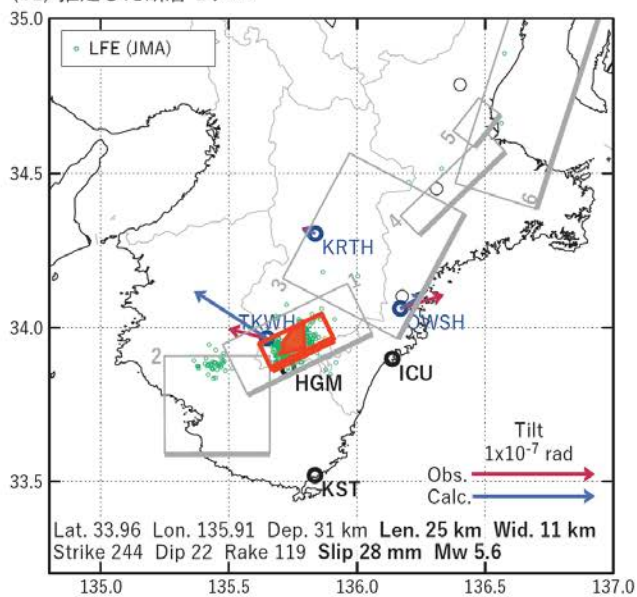 35.0
LFE (JMA)
5
34.5
4
6
KRTH
3
1
34.0
TKWH
OWSH
2
HGM
ICU
Tilt
1x10-7 rad
33.5
KST
Obs.
Calc.
Lat. 33.96 Lon. 135.91 Dep. 31 km Len. 25 km Wid. 11 km
Strike 244 Dip 22 Rake 119 Slip 28 mm Mw 5.6
135.0 135.5 136.0 136.5 137.0